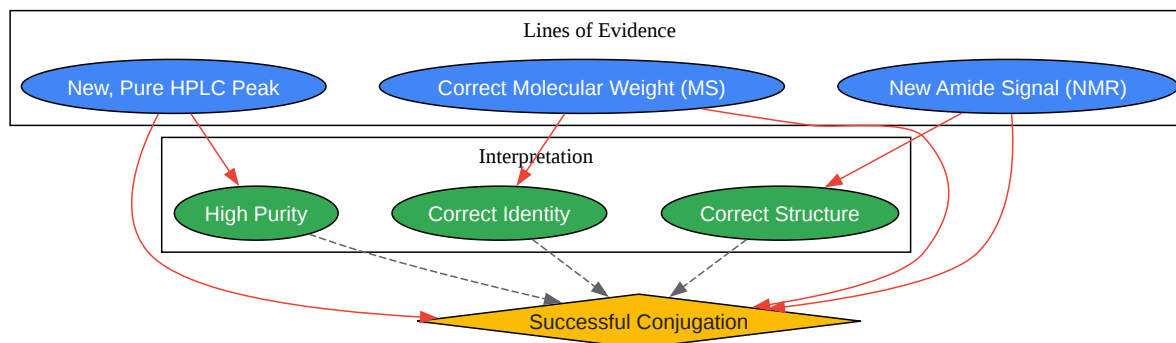 Lines of Evidence
New, Pure HPLC Peak
Correct Molecular Weight (MS)
New Amide Signal (NMR)
Interpretation
High Purity
Correct Identity
Correct Structure
Successful Conjugation